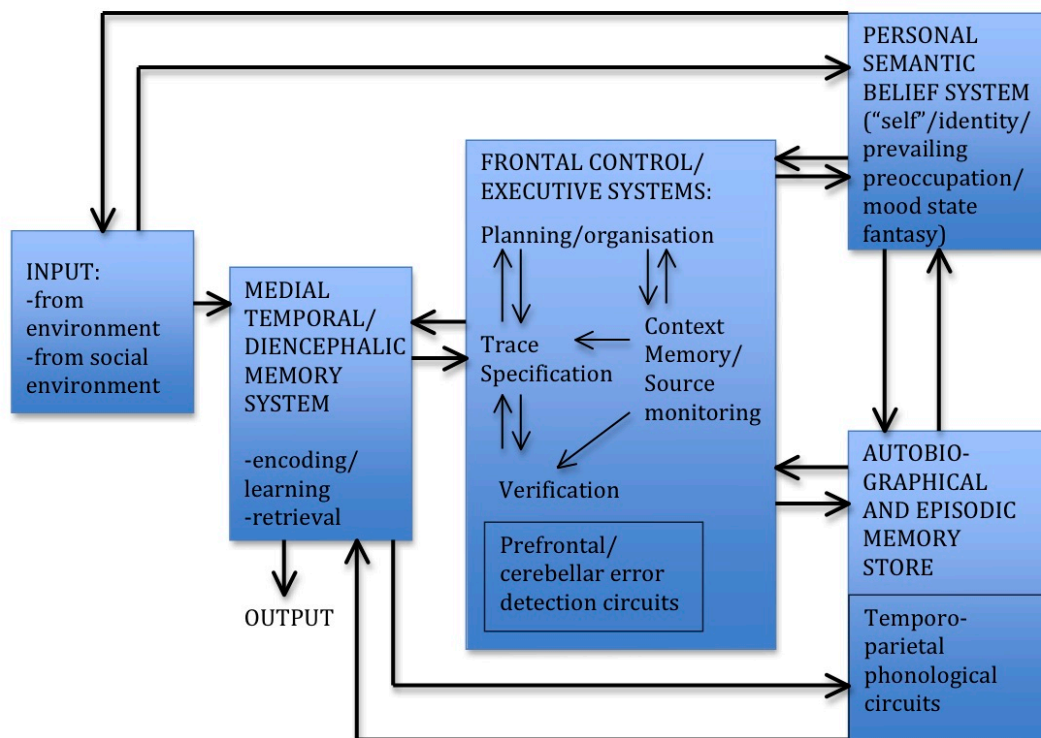 PERSONAL
SEMANTIC
BELIEF SYSTEM
(“self”/identity/
prevailing
preoccupation/
mood state
fantasy)
FRONTAL CONTROL/
EXECUTIVE SYSTEMS:
Planning/organisation
Trace
Specification
Context
Memory/
Source
monitoring
Verification
Prefrontal/
cerebellar error
detection circuits
INPUT:
-from
environment
-from social
environment
MEDIAL
TEMPORAL/
DIENCEPHALIC
MEMORY
SYSTEM
-encoding/
learning
-retrieval
OUTPUT
AUTOBIO-
GRAPHICAL
AND EPISODIC
MEMORY
STORE
Temporo-
parietal
phonological
circuits